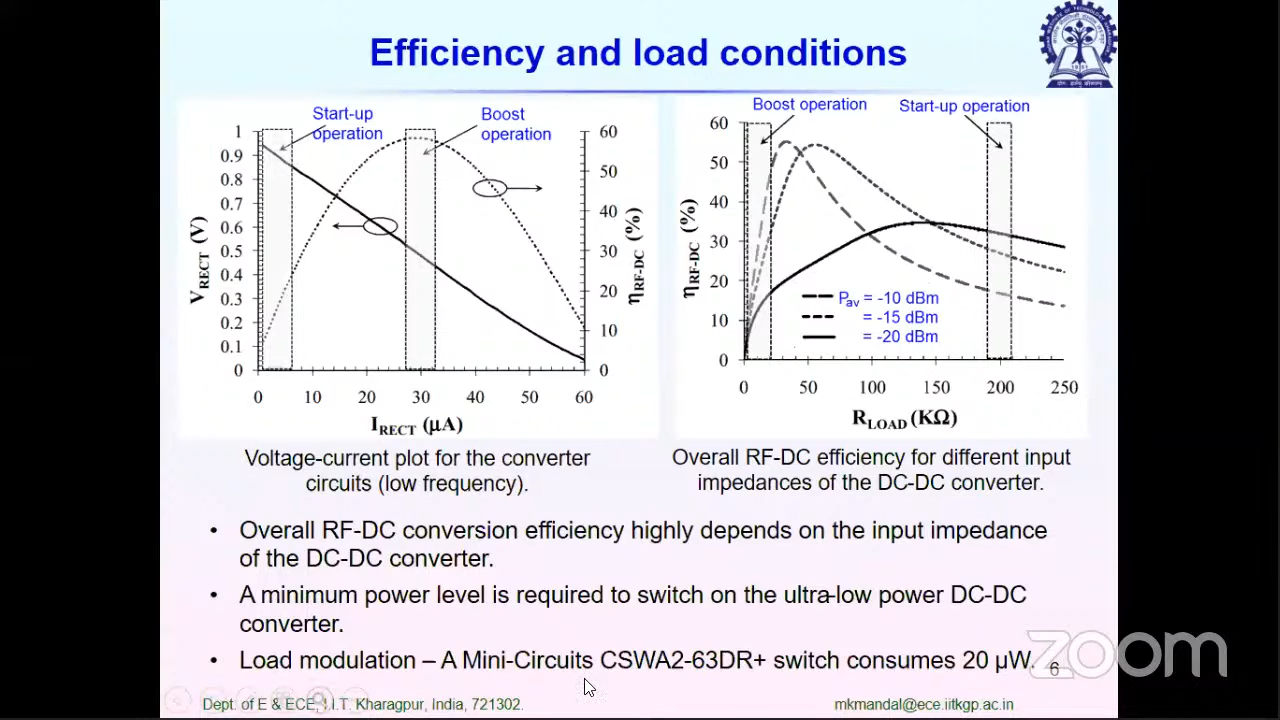 Efficiency and load conditions
Start-up
operation
Boost
operation
1
0.9
0.8
0.7
0.6
0.5
0.4
0.3
0.2
0.1
0
V_RECT (V)
60
50
40
30
20
10
0
η_RF-DC (%)
0 10 20 30 40 50 60
I_RECT (μA)
Boost operation
Start-up operation
60
50
40
30
20
10
0
η_RF-DC (%)
P_av = -10 dBm
= -15 dBm
= -20 dBm
0 50 100 150 200 250
R_LOAD (KΩ)
Voltage-current plot for the converter
circuits (low frequency).
Overall RF-DC efficiency for different input
impedances of the DC-DC converter.
• Overall RF-DC conversion efficiency highly depends on the input impedance
of the DC-DC converter.
• A minimum power level is required to switch on the ultra-low power DC-DC
converter.
• Load modulation – A Mini-Circuits CSWA2-63DR+ switch consumes 20 μW.
6
zoom
Dept. of E & ECE, I.I.T. Kharagpur, India, 721302.
mkmandal@ece.iitkgp.ac.in